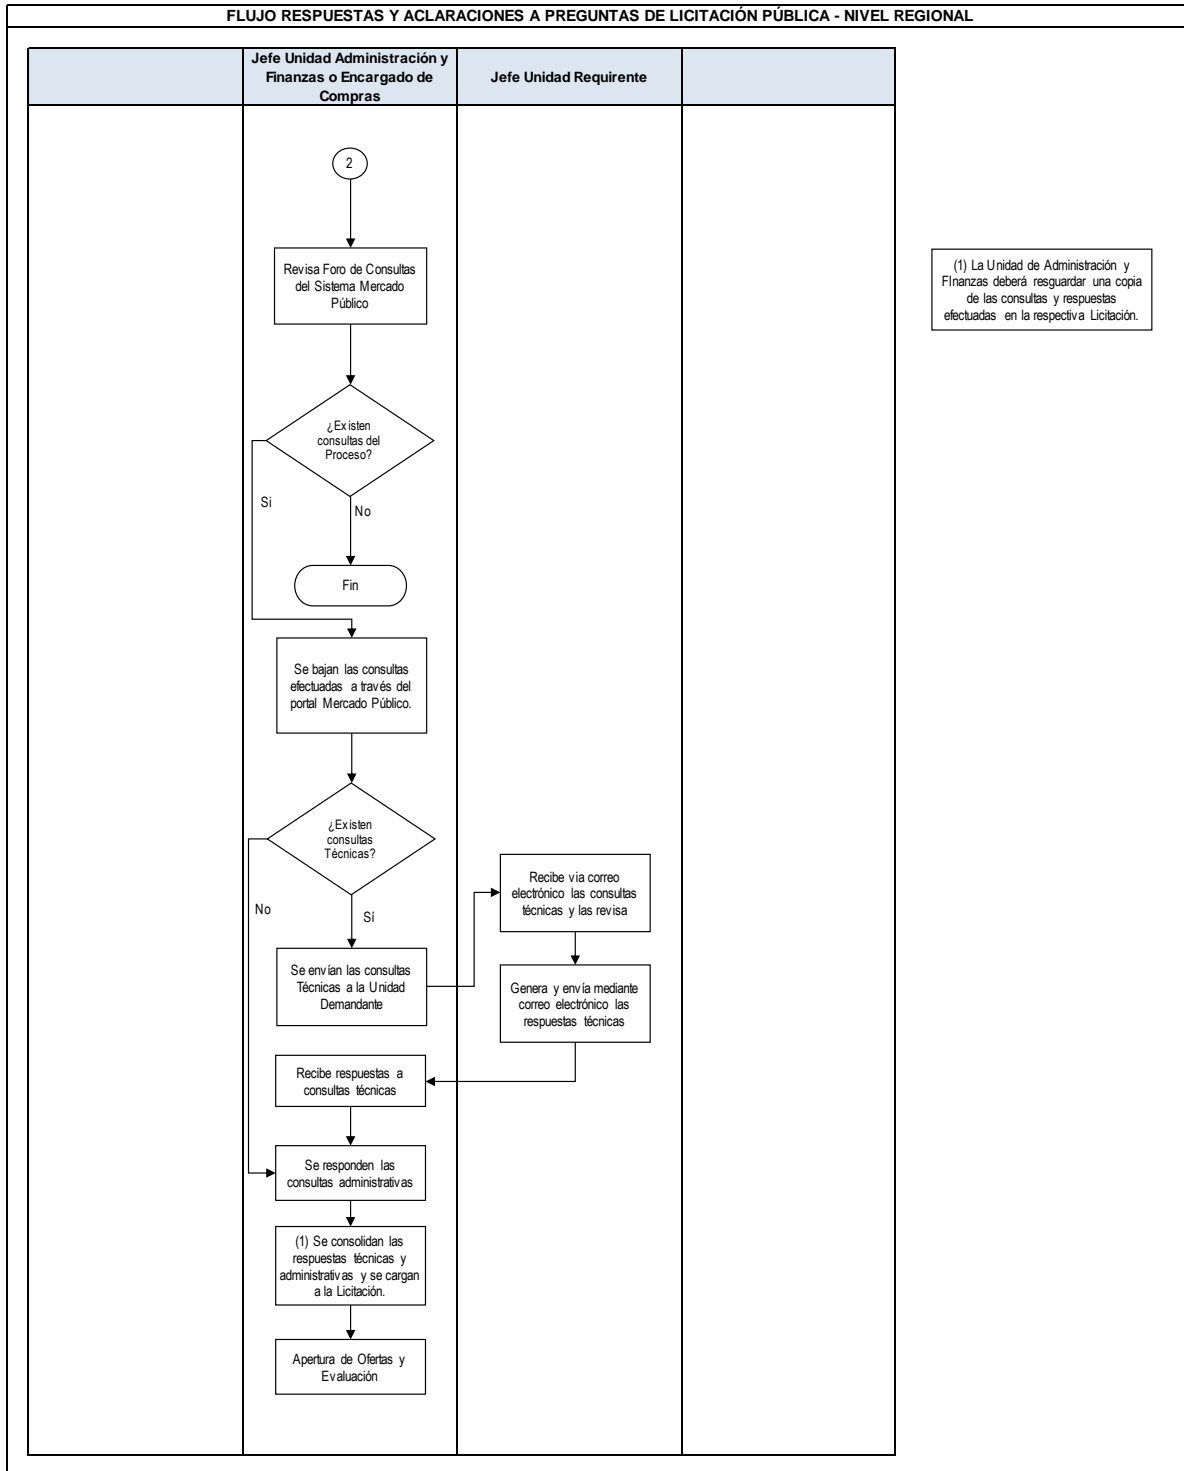 FLUJO RESPUESTAS Y ACLARACIONES A PREGUNTAS DE LICITACIÓN PÚBLICA - NIVEL REGIONAL
Jefe Unidad Administración y
Finanzas o Encargado de
Compras
Jefe Unidad Requirente
2
Revisa Foro de Consultas
del Sistema Mercado
Público
(1) La Unidad de Administración y
FInanzas deberá resguardar una copia
de las consultas y respuestas
efectuadas en la respectiva Licitación.
¿Existen
consultas del
Proceso?
Si
No
Fin
Se bajan las consultas
efectuadas a través del
portal Mercado Público.
¿Existen
consultas
Técnicas?
No
Sí
Se envían las consultas
Técnicas a la Unidad
Demandante
Recibe via correo
electrónico las consultas
técnicas y las revisa
Genera y envía mediante
correo electrónico las
respuestas técnicas
Recibe respuestas a
consultas técnicas
Se responden las
consultas administrativas
(1) Se consolidan las
respuestas técnicas y
administrativas y se cargan
a la Licitación.
Apertura de Ofertas y
Evaluación